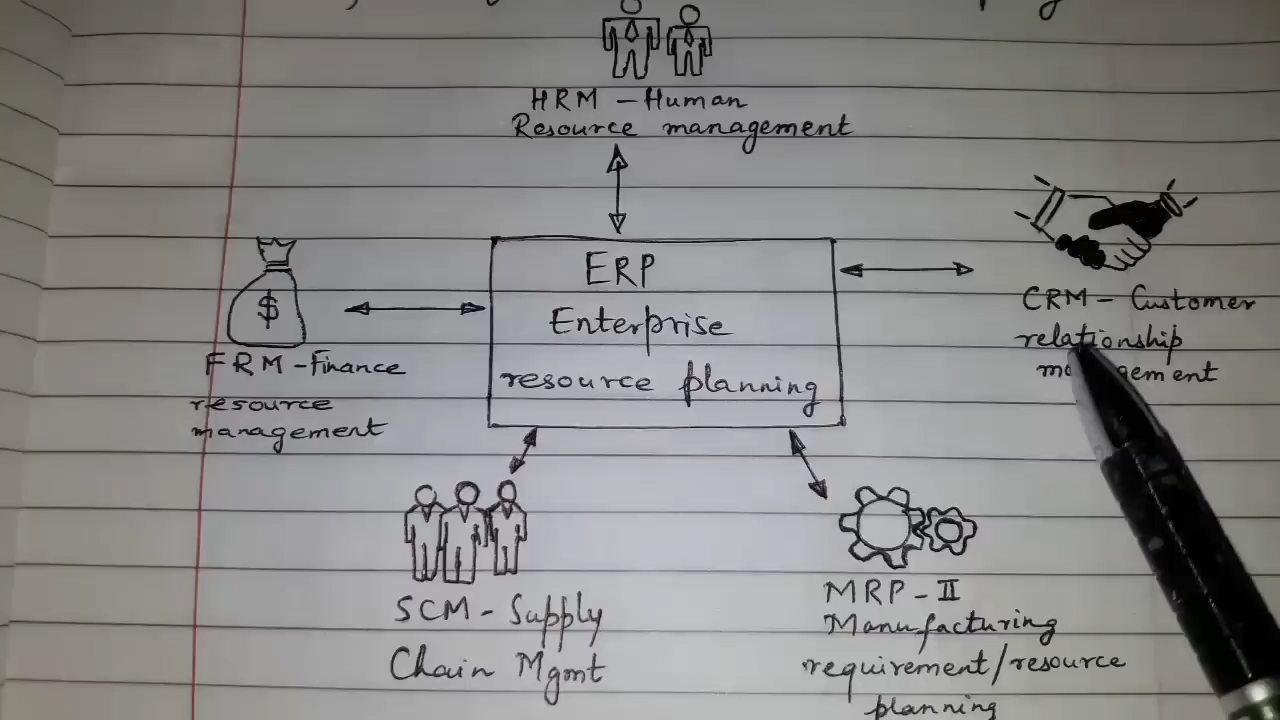 HRM - Human
Resource management
ERP
Enterprise
resource planning
$
FRM - Finance
resource
management
CRM - Customer
relationship
management
SCM - Supply
Chain Mgmt
MRP - II
Manufacturing
requirement/resource
planning